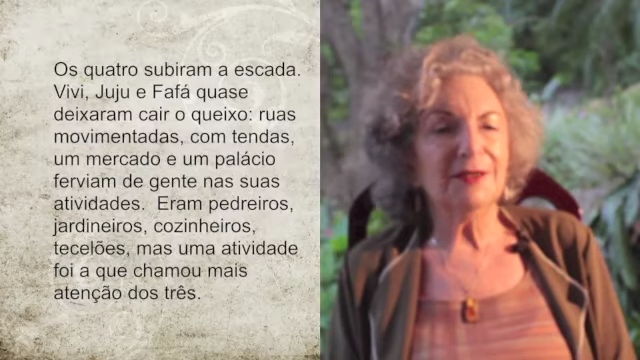 Os quatro subiram a escada.
Vivi, Juju e Fafá quase
deixaram cair o queixo: ruas
movimentadas, com tendas,
um mercado e um palácio
ferviam de gente nas suas
atividades.  Eram pedreiros,
jardineiros, cozinheiros,
tecelões, mas uma atividade
foi a que chamou mais
atenção dos três.